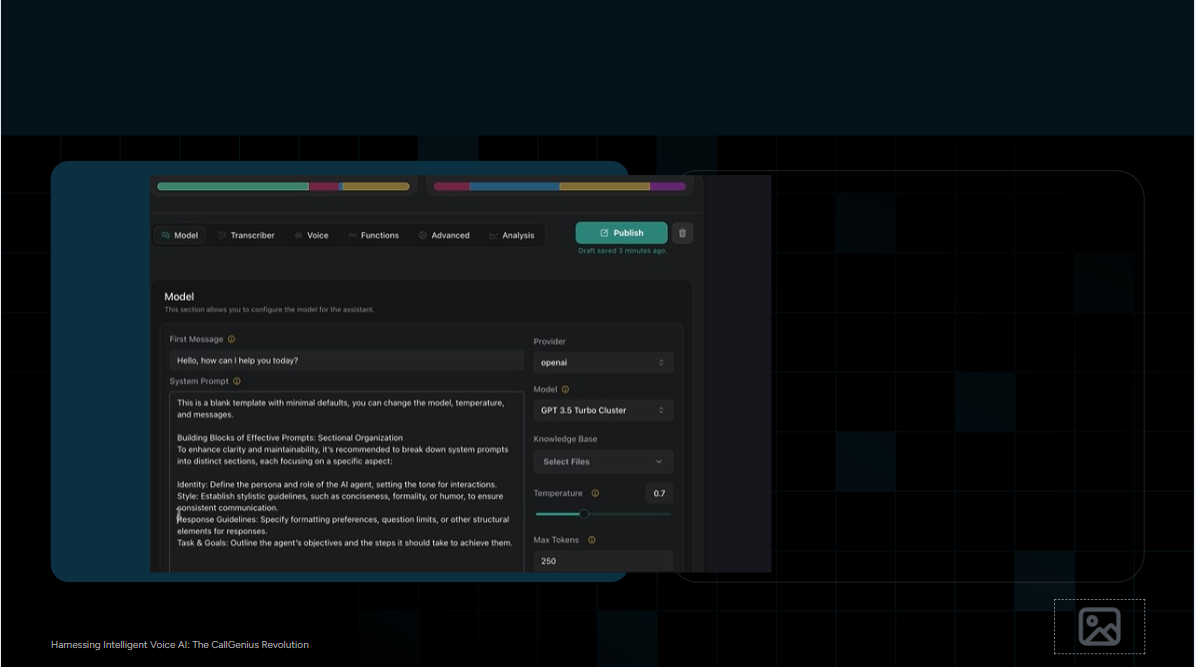 Model
Transcriber
Voice
Functions
Advanced
Analysis
Publish
Draft saved 3 minutes ago.
Model
This section allows you to configure the model for the assistant.
First Message
Hello, how can I help you today?
System Prompt
This is a blank template with minimal defaults, you can change the model, temperature,
and messages.
Building Blocks of Effective Prompts: Sectional Organization
To enhance clarity and maintainability, it's recommended to break down system prompts
into distinct sections, each focusing on a specific aspect:
Identity: Define the persona and role of the AI agent, setting the tone for interactions.
Style: Establish stylistic guidelines, such as conciseness, formality, or humor, to ensure
consistent communication.
Response Guidelines: Specify formatting preferences, question limits, or other structural
elements for responses.
Task & Goals: Outline the agent's objectives and the steps it should take to achieve them.
Provider
openai
Model
GPT 3.5 Turbo Cluster
Knowledge Base
Select Files
Temperature
0.7
Max Tokens
250
Harnessing Intelligent Voice AI: The CallGenius Revolution